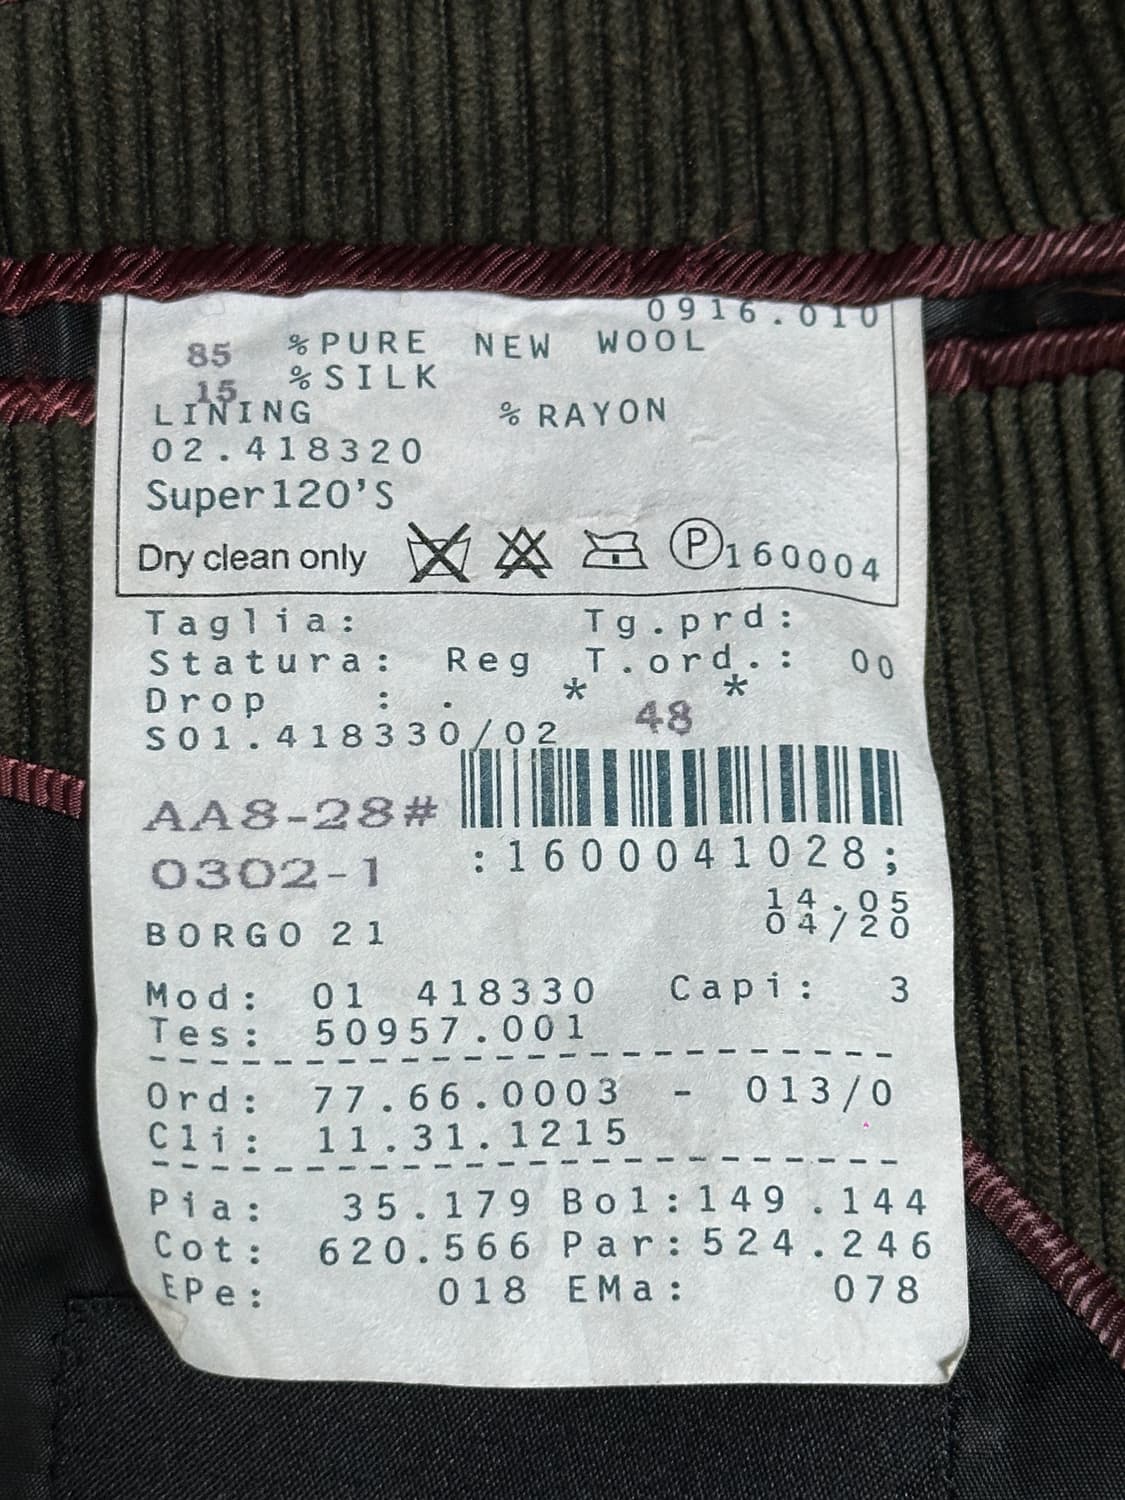 0916.010
85 %PURE NEW WOOL
15 %SILK
LINING %RAYON
02.418320
Super120'S
Dry clean only P160004
Taglia: Tg.prd:
Statura: Reg T.ord.: 00
Drop : . * *
S01.418330/02 48
AA8-28#
0302-1 :1600041028;
14.05
BORGO 21 04/20
Mod: 01 418330 Capi: 3
Tes: 50957.001
Ord: 77.66.0003 - 013/0
Cli: 11.31.1215
Pia: 35.179 Bol:149.144
Cot: 620.566 Par:524.246
EPe: 018 EMa: 078